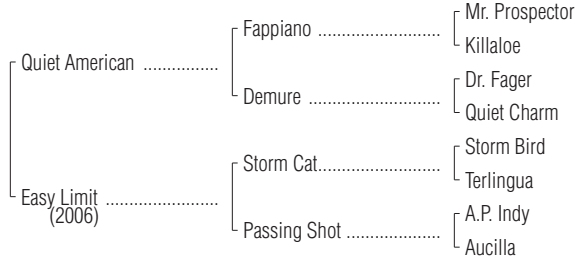 Mr. Prospector
Fappiano ....................
Killaloe
Quiet American ...............
Dr. Fager
Demure ......................
Quiet Charm
Storm Bird
Storm Cat....................
Terlingua
Easy Limit .....................
(2006)
A.P. Indy
Passing Shot ................
Aucilla